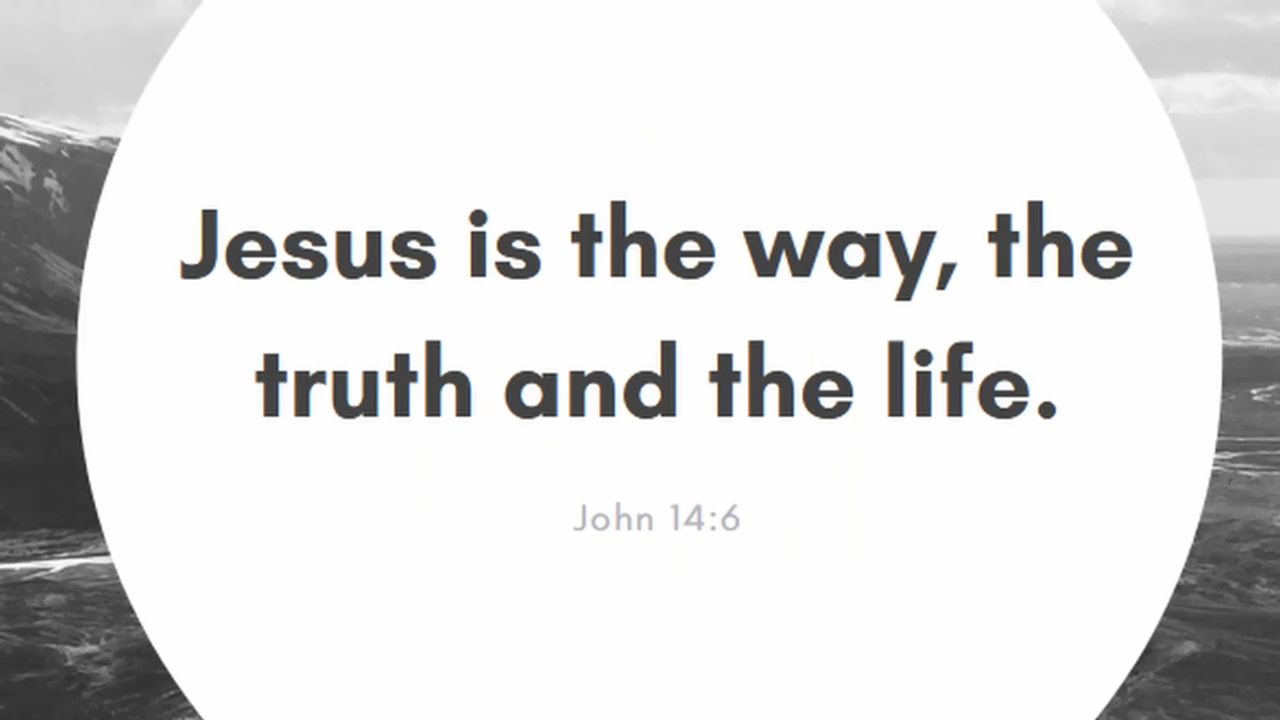 Jesus is the way, the
truth and the life.
John 14:6